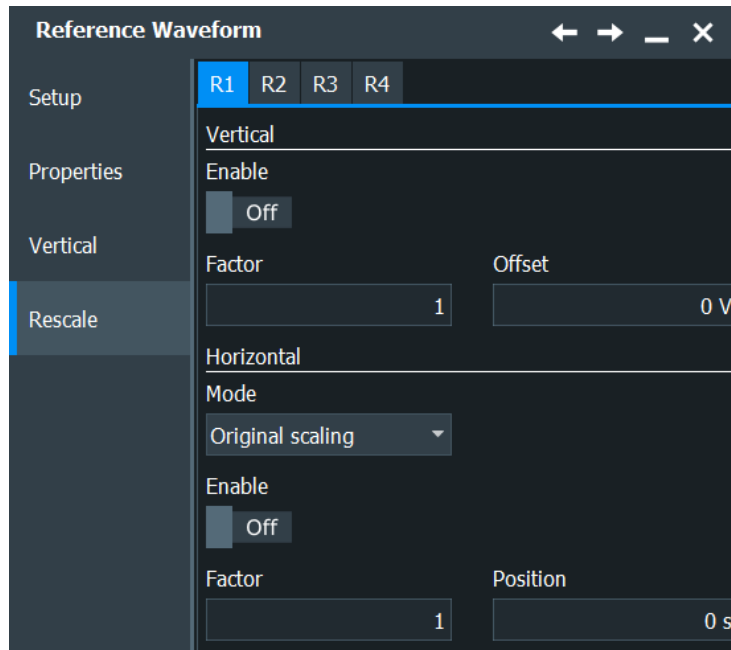 Reference Waveform
Setup
Properties
Vertical
Rescale
R1 R2 R3 R4
Vertical
Enable
Off
Factor Offset
1 0 V
Horizontal
Mode
Original scaling
Enable
Off
Factor Position
1 0 s